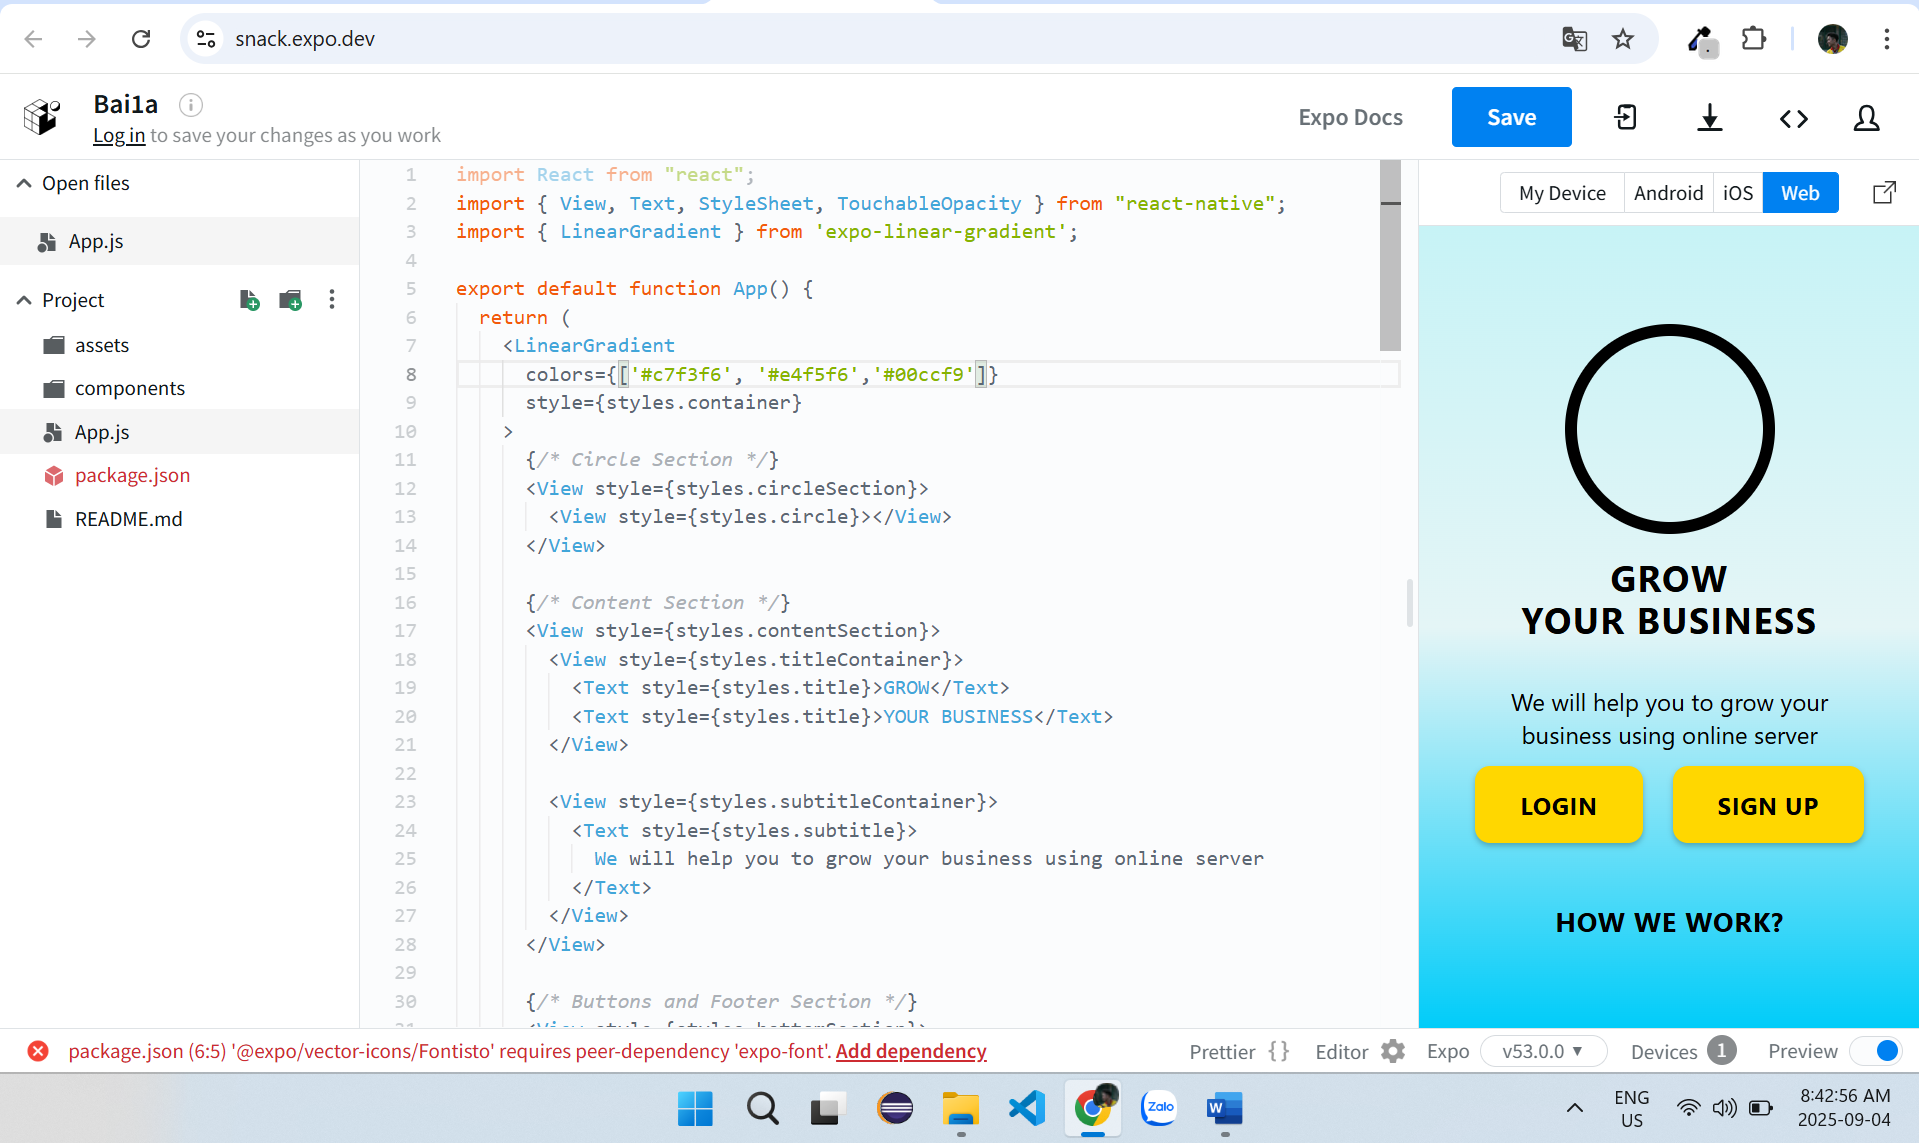 snack.expo.dev
Bai1a
Log in to save your changes as you work
Expo Docs
Save
Open files
App.js
Project
assets
components
App.js
package.json
README.md
1 import React from "react";
2 import { View, Text, StyleSheet, TouchableOpacity } from "react-native";
3 import { LinearGradient } from 'expo-linear-gradient';
4
5 export default function App() {
6 return (
7 <LinearGradient
8 colors={['#c7f3f6', '#e4f5f6','#00ccf9']}
9 style={styles.container}
10 >
11 {/* Circle Section */}
12 <View style={styles.circleSection}>
13 <View style={styles.circle}></View>
14 </View>
15
16 {/* Content Section */}
17 <View style={styles.contentSection}>
18 <View style={styles.titleContainer}>
19 <Text style={styles.title}>GROW</Text>
20 <Text style={styles.title}>YOUR BUSINESS</Text>
21 </View>
22
23 <View style={styles.subtitleContainer}>
24 <Text style={styles.subtitle}>
25 We will help you to grow your business using online server
26 </Text>
27 </View>
28 </View>
29
30 {/* Buttons and Footer Section */}
31 <View style={styles.bottomSection}>
My Device Android iOS Web
GROW
YOUR BUSINESS
We will help you to grow your
business using online server
LOGIN SIGN UP
HOW WE WORK?
package.json (6:5) '@expo/vector-icons/Fontisto' requires peer-dependency 'expo-font'. Add dependency
Prettier {} Editor Expo v53.0.0 ▼ Devices 1 Preview
Zalo
W
ENG
US
8:42:56 AM
2025-09-04